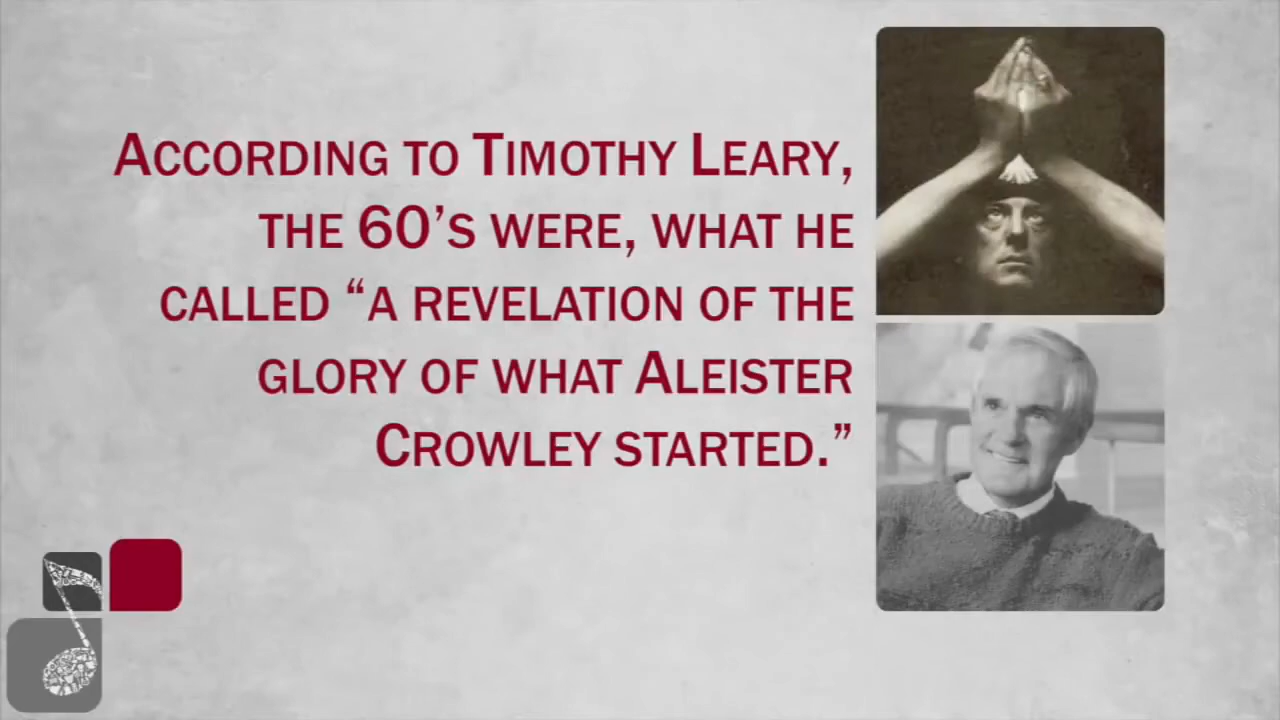 According to Timothy Leary,
the 60's were, what he
called “a revelation of the
glory of what Aleister
Crowley started.”